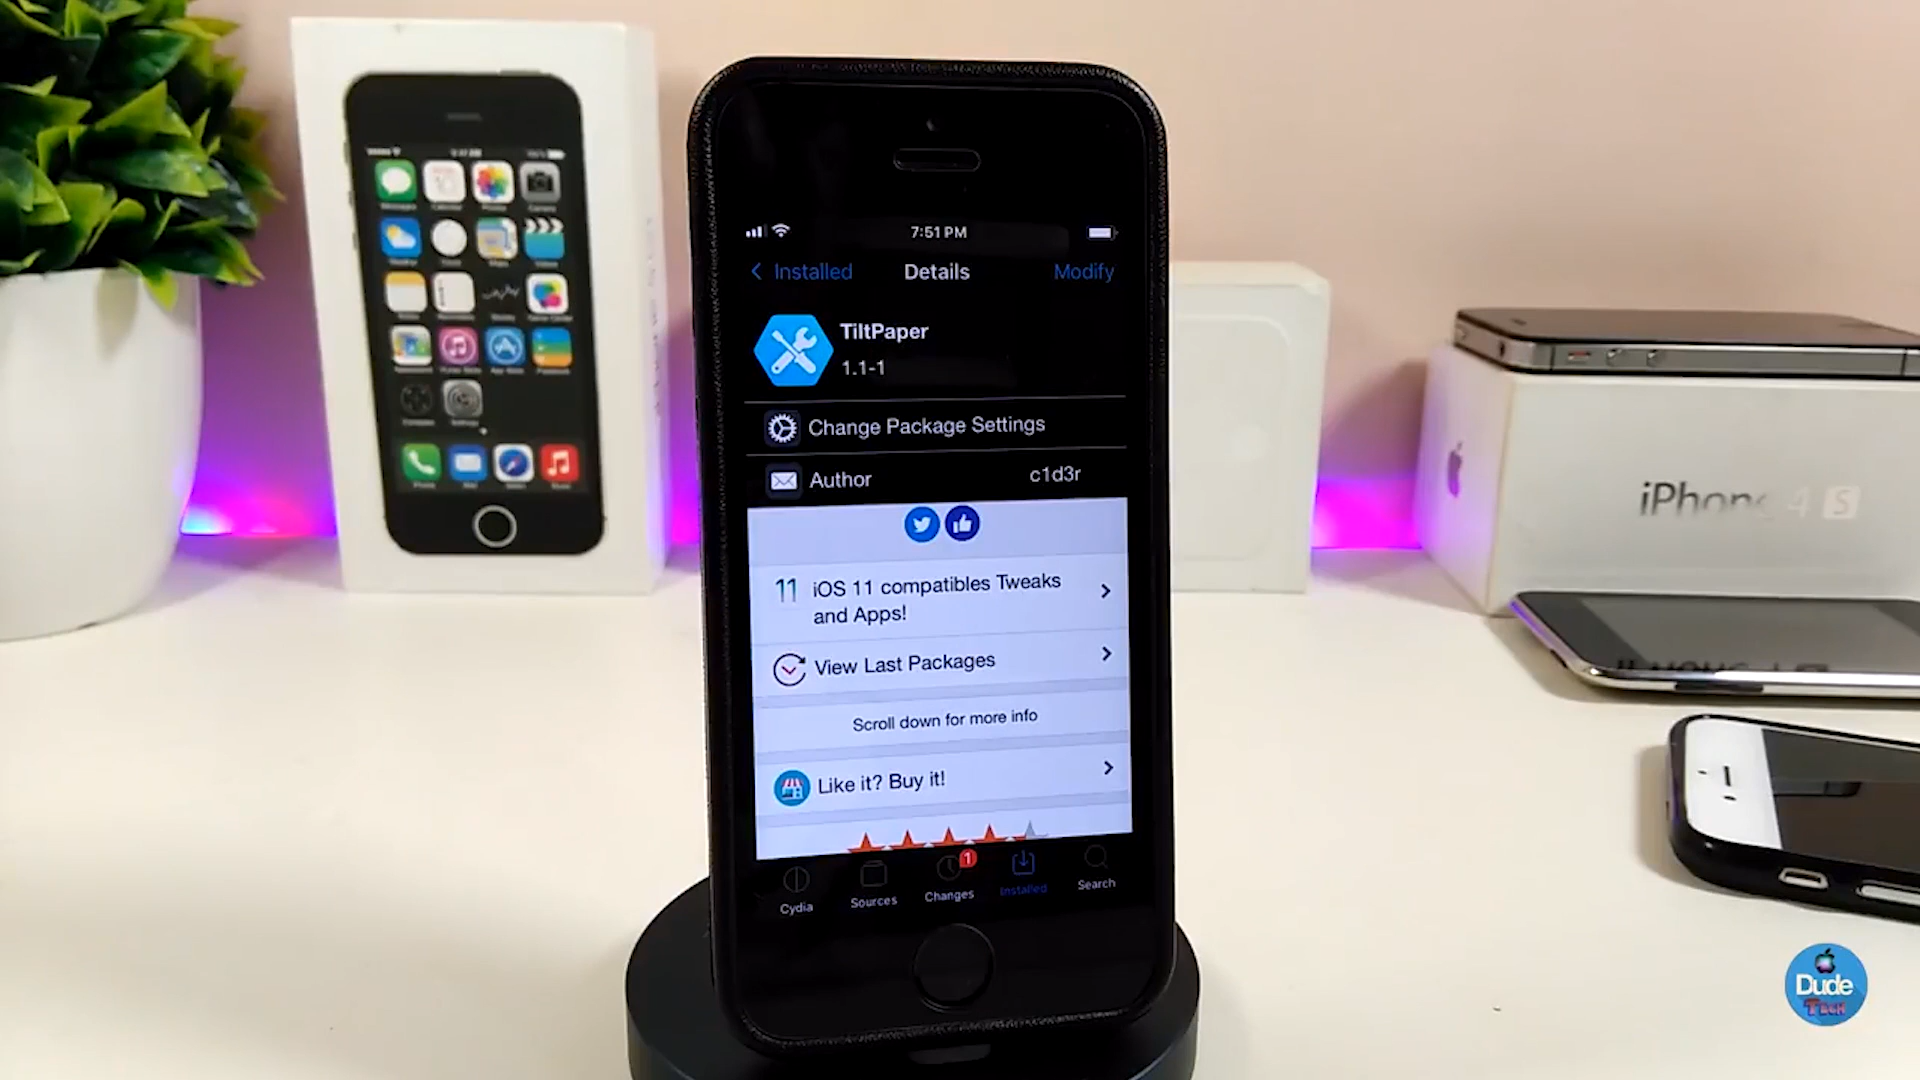 7:51 PM
Installed
Details
Modify
TiltPaper
1.1-1
Change Package Settings
Author
c1d3r
11
iOS 11 compatibles Tweaks
and Apps!
View Last Packages
Scroll down for more info
Like it? Buy it!
Cydia
Sources
Changes
1
Installed
Search
iPhone 4S
Dude
Tech